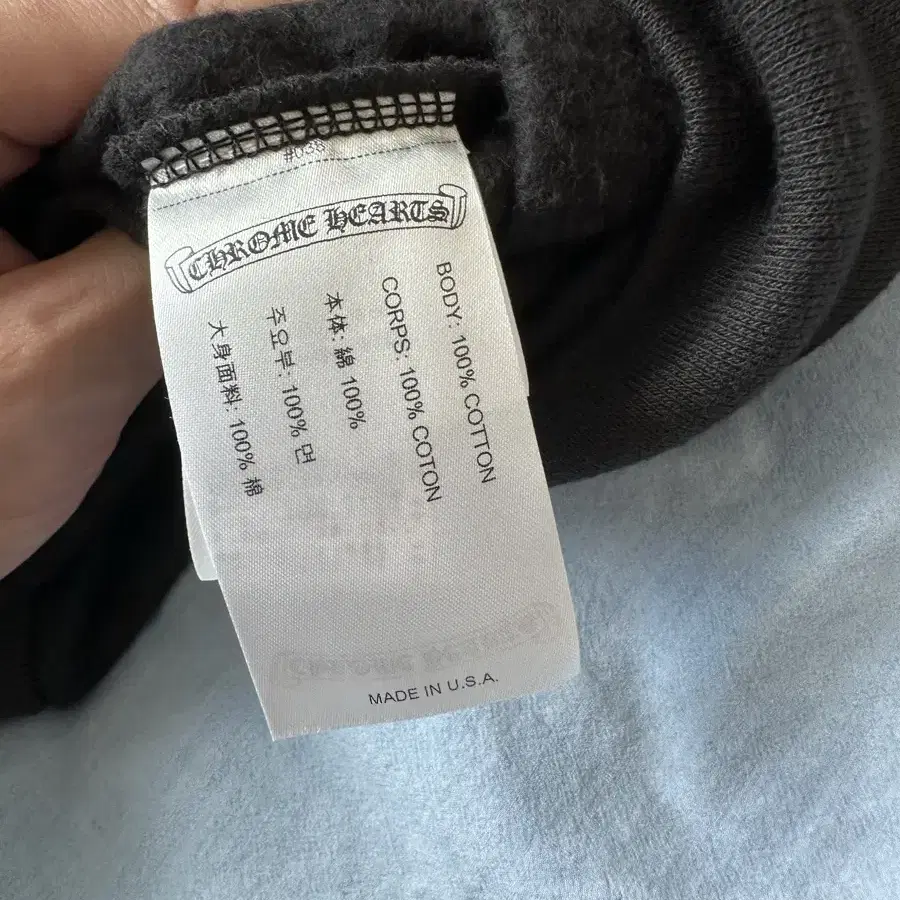 CHROME HEARTS
BODY: 100% COTTON
CORPS: 100% COTON
本体: 綿 100%
주요부: 100% 면
大身面料: 100% 棉
MADE IN U.S.A.